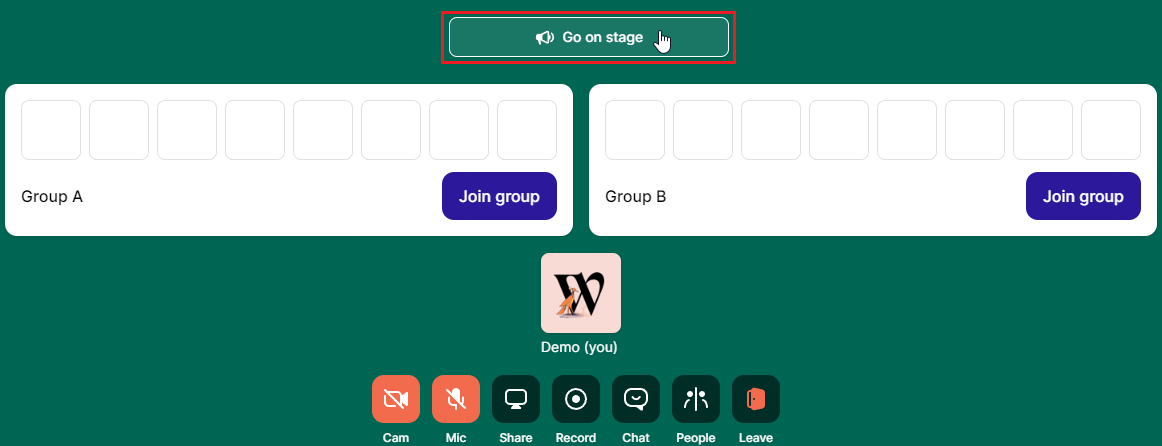 Go on stage
Group A
Join group
Group B
Join group
W
Demo (you)
Cam
Mic
Share
Record
Chat
People
Leave